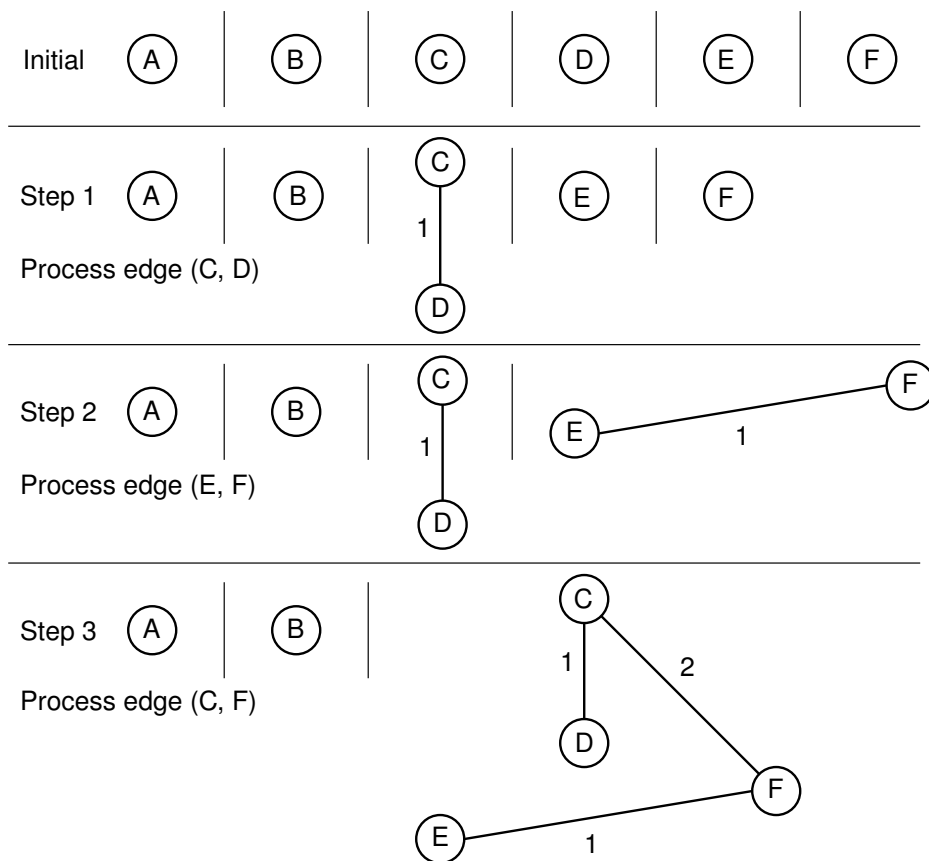 Initial A B C D E F
C
Step 1 A B E F
1
Process edge (C, D)
D
C F
Step 2 A B E
1 1
Process edge (E, F)
D
C
Step 3 A B
1 2
Process edge (C, F)
D
F
E
1